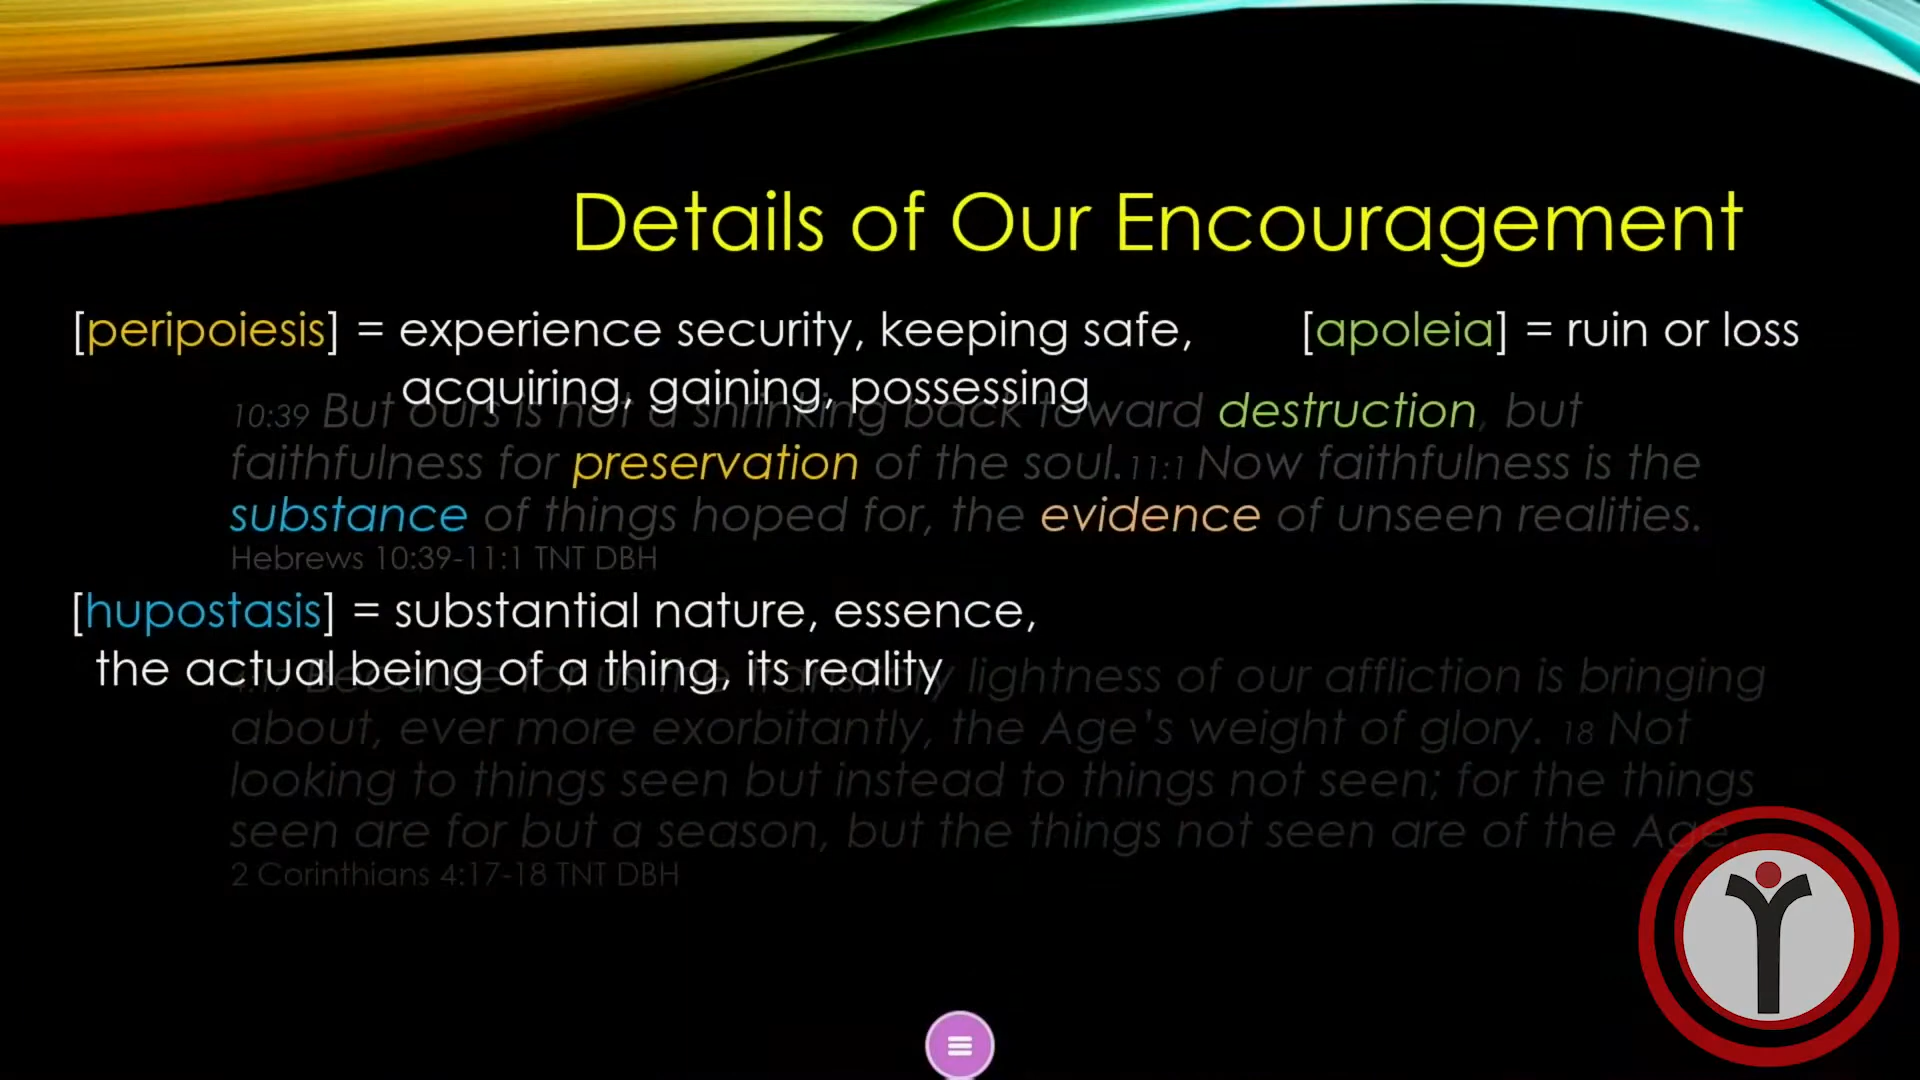 Details of Our Encouragement
[peripoiesis] = experience security, keeping safe, [apoleia] = ruin or loss
acquiring, gaining, possessing
10:39 But ours is not a shrinking back toward destruction, but
faithfulness for preservation of the soul. 11:1 Now faithfulness is the
substance of things hoped for, the evidence of unseen realities.
Hebrews 10:39-11:1 TNT DBH
[hupostasis] = substantial nature, essence,
the actual being of a thing, its reality
lightness of our affliction is bringing
about, ever more exorbitantly, the Age's weight of glory. 18 Not
looking to things seen but instead to things not seen; for the things
seen are for but a season, but the things not seen are of the Age.
2 Corinthians 4:17-18 TNT DBH